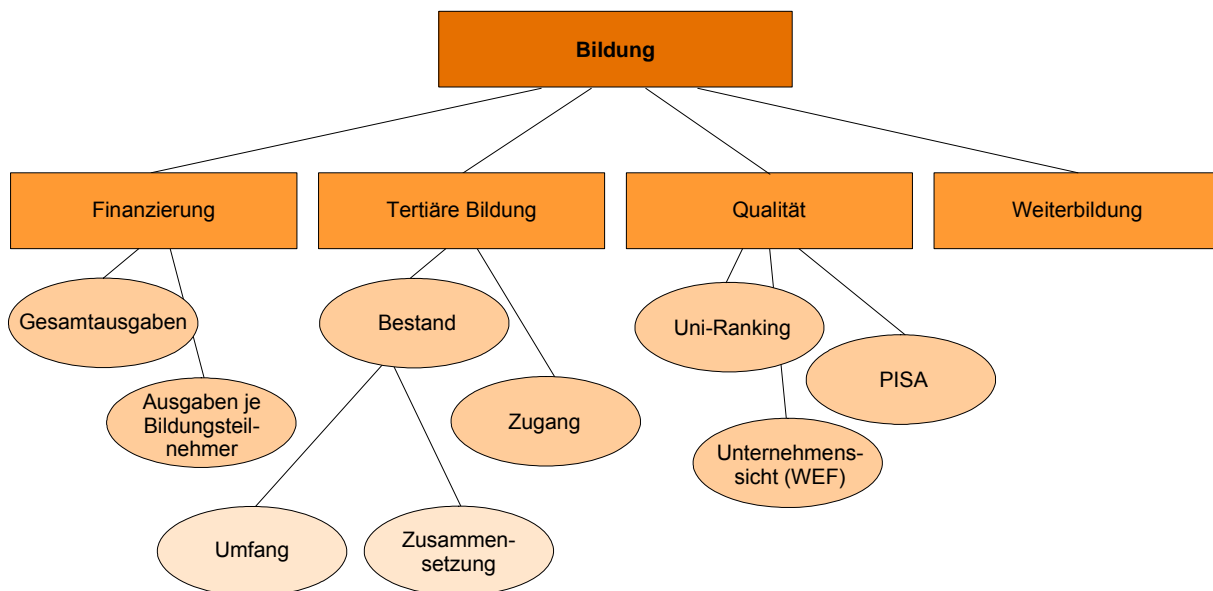 Bildung
Finanzierung
Tertiäre Bildung
Qualität
Weiterbildung
Gesamtausgaben
Bestand
Uni-Ranking
PISA
Ausgaben je
Bildungsteil-
nehmer
Zugang
Unternehmens-
sicht (WEF)
Umfang
Zusammen-
setzung